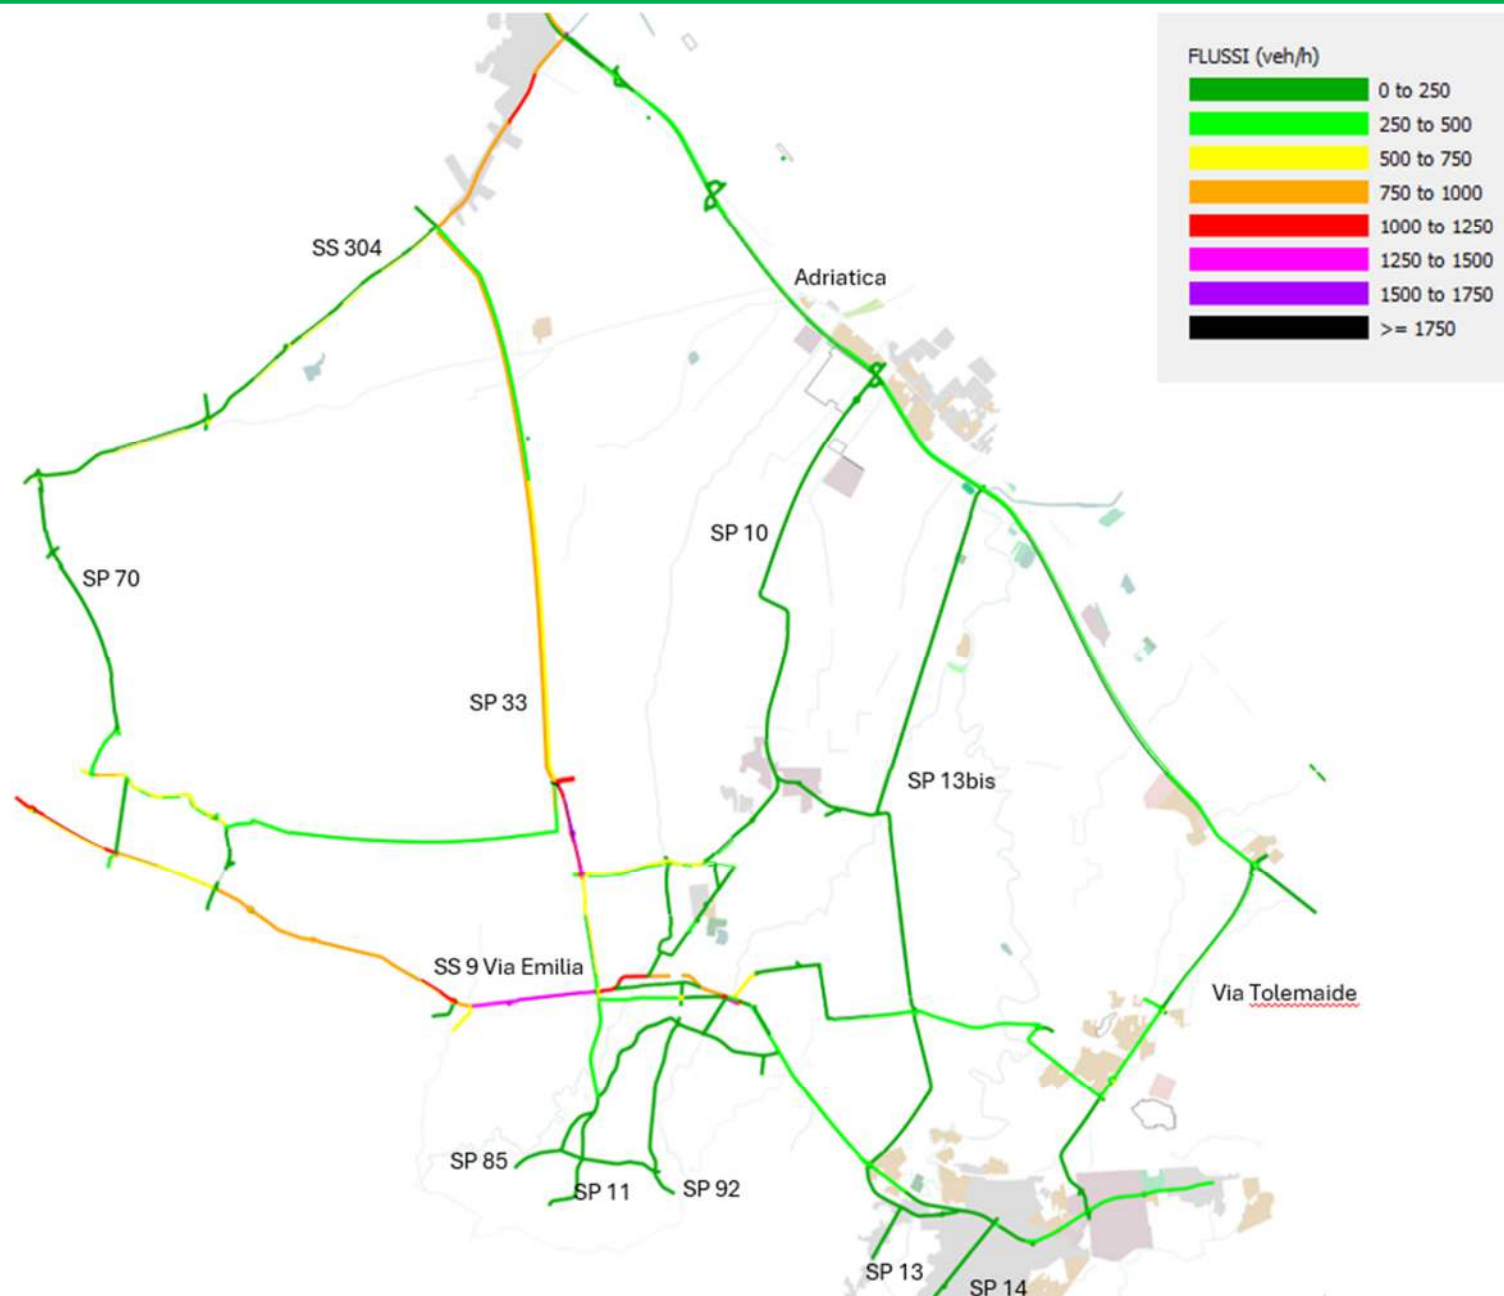 FLUSSI (veh/h)
0 to 250
250 to 500
500 to 750
750 to 1000
1000 to 1250
1250 to 1500
1500 to 1750
>= 1750
SS 304
Adriatica
SP 10
SP 70
SP 33
SP 13bis
SS 9 Via Emilia
Via Tolemaide
SP 85
SP 11
SP 92
SP 13
SP 14